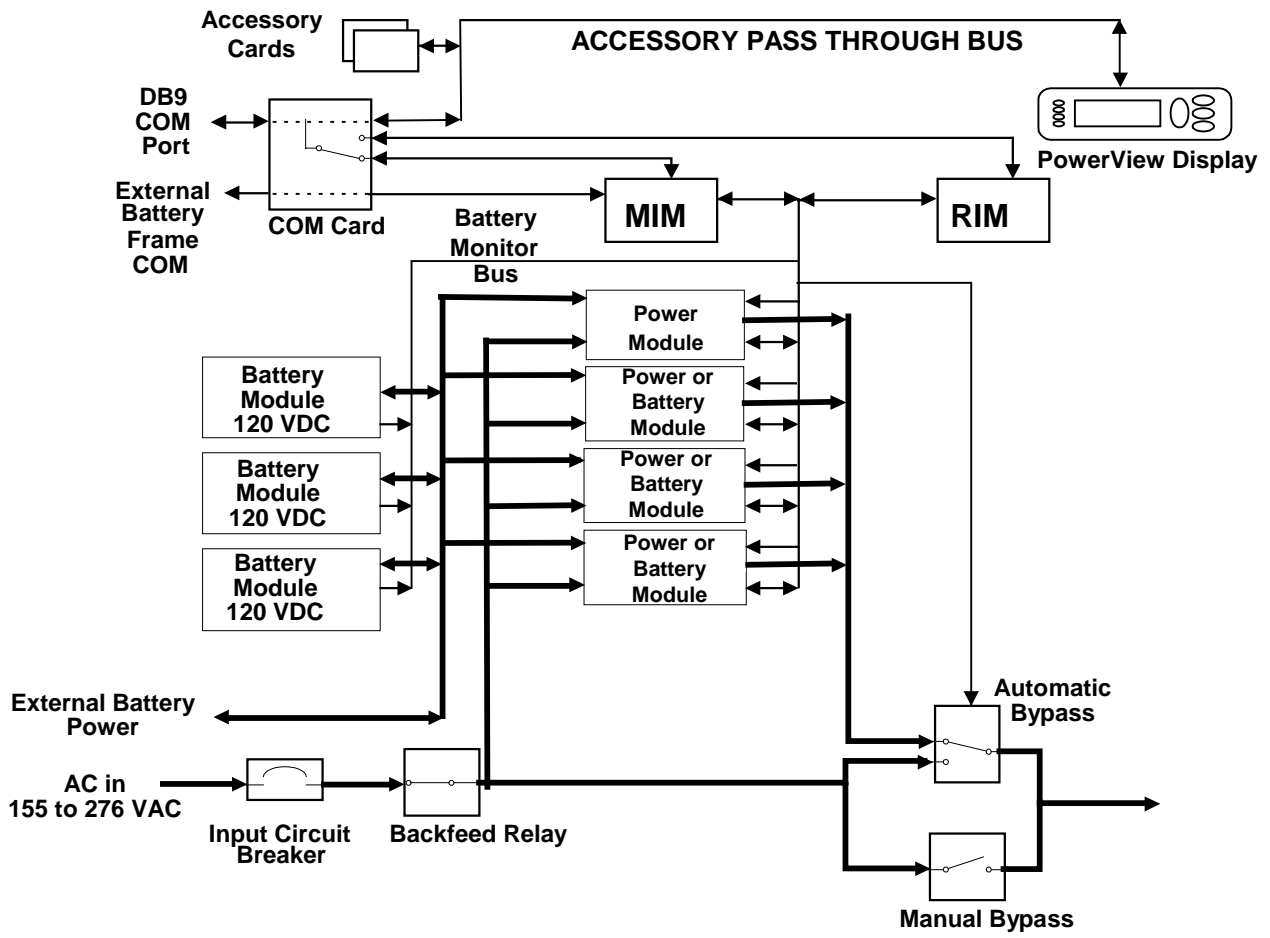 Accessory
Cards
ACCESSORY PASS THROUGH BUS
DB9
COM
Port
PowerView Display
External
Battery
Frame
COM
COM Card
Battery
Monitor
Bus
MIM
RIM
Power
Module
Battery
Module
120 VDC
Power or
Battery
Module
Battery
Module
120 VDC
Power or
Battery
Module
Battery
Module
120 VDC
Power or
Battery
Module
External Battery
Power
Automatic
Bypass
AC in
155 to 276 VAC
Input Circuit
Breaker
Backfeed Relay
Manual Bypass